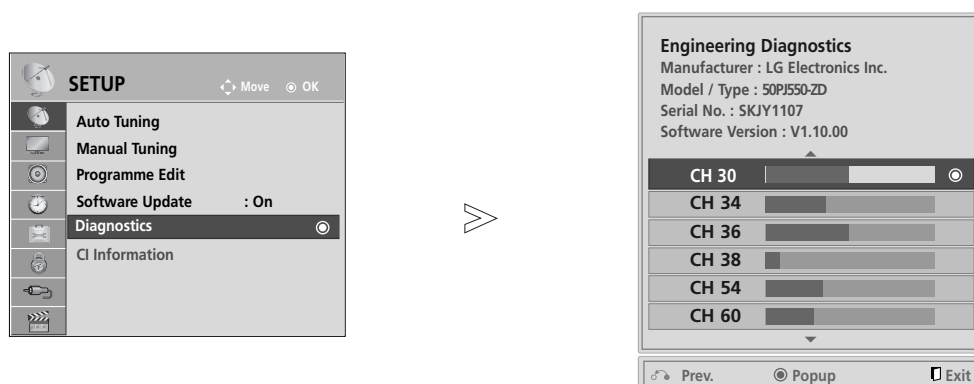 SETUP
Move OK
Auto Tuning
Manual Tuning
Programme Edit
Software Update : On
Diagnostics
CI Information
Engineering Diagnostics
Manufacturer : LG Electronics Inc.
Model / Type : 50PJ550-ZD
Serial No. : SKJY1107
Software Version : V1.10.00
CH 30
CH 34
CH 36
CH 38
CH 54
CH 60
Prev. Popup Exit